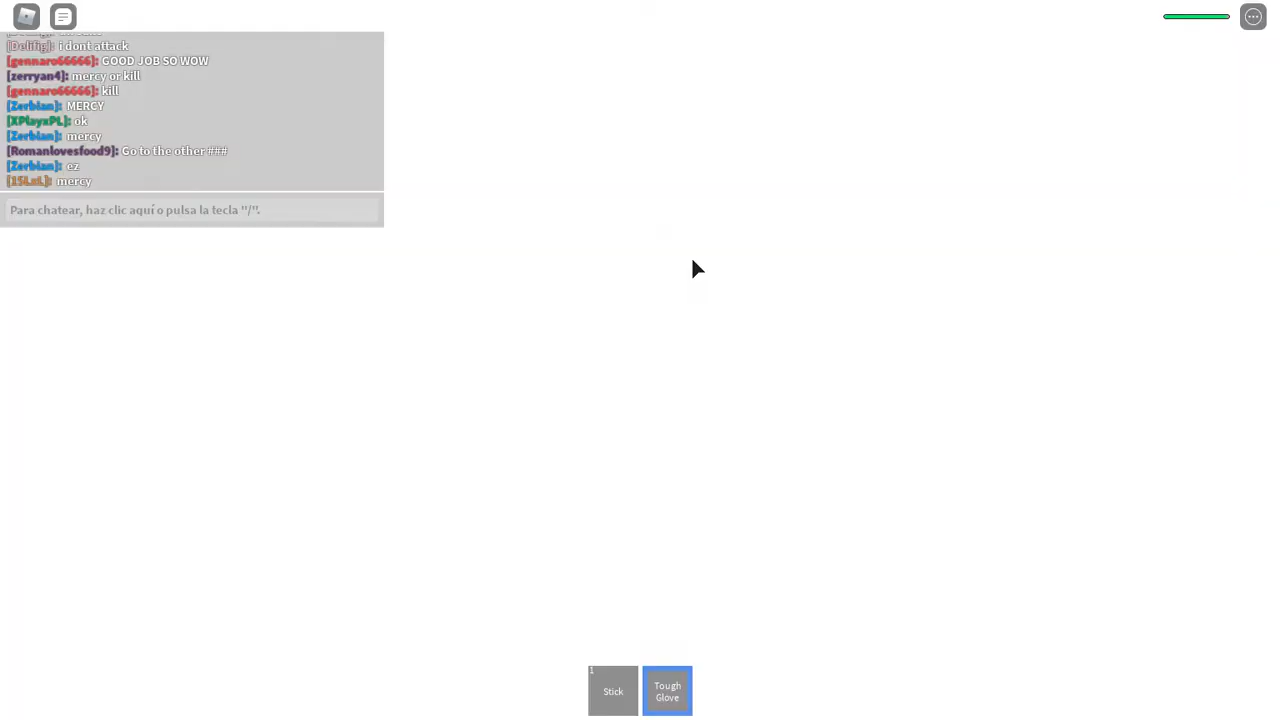 [Delifig]: i dont attack
[gennaro66666]: GOOD JOB SO WOW
[zerryan4]: mercy or kill
[gennaro66666]: kill
[Zerbian]: MERCY
[XPlayxPL]: ok
[Zerbian]: mercy
[Romanlovesfood9]: Go to the other ###
[Zerbian]: ez
mercy
Para chatear, haz clic aquí o pulsa la tecla "/".
1
Stick
Tough
Glove